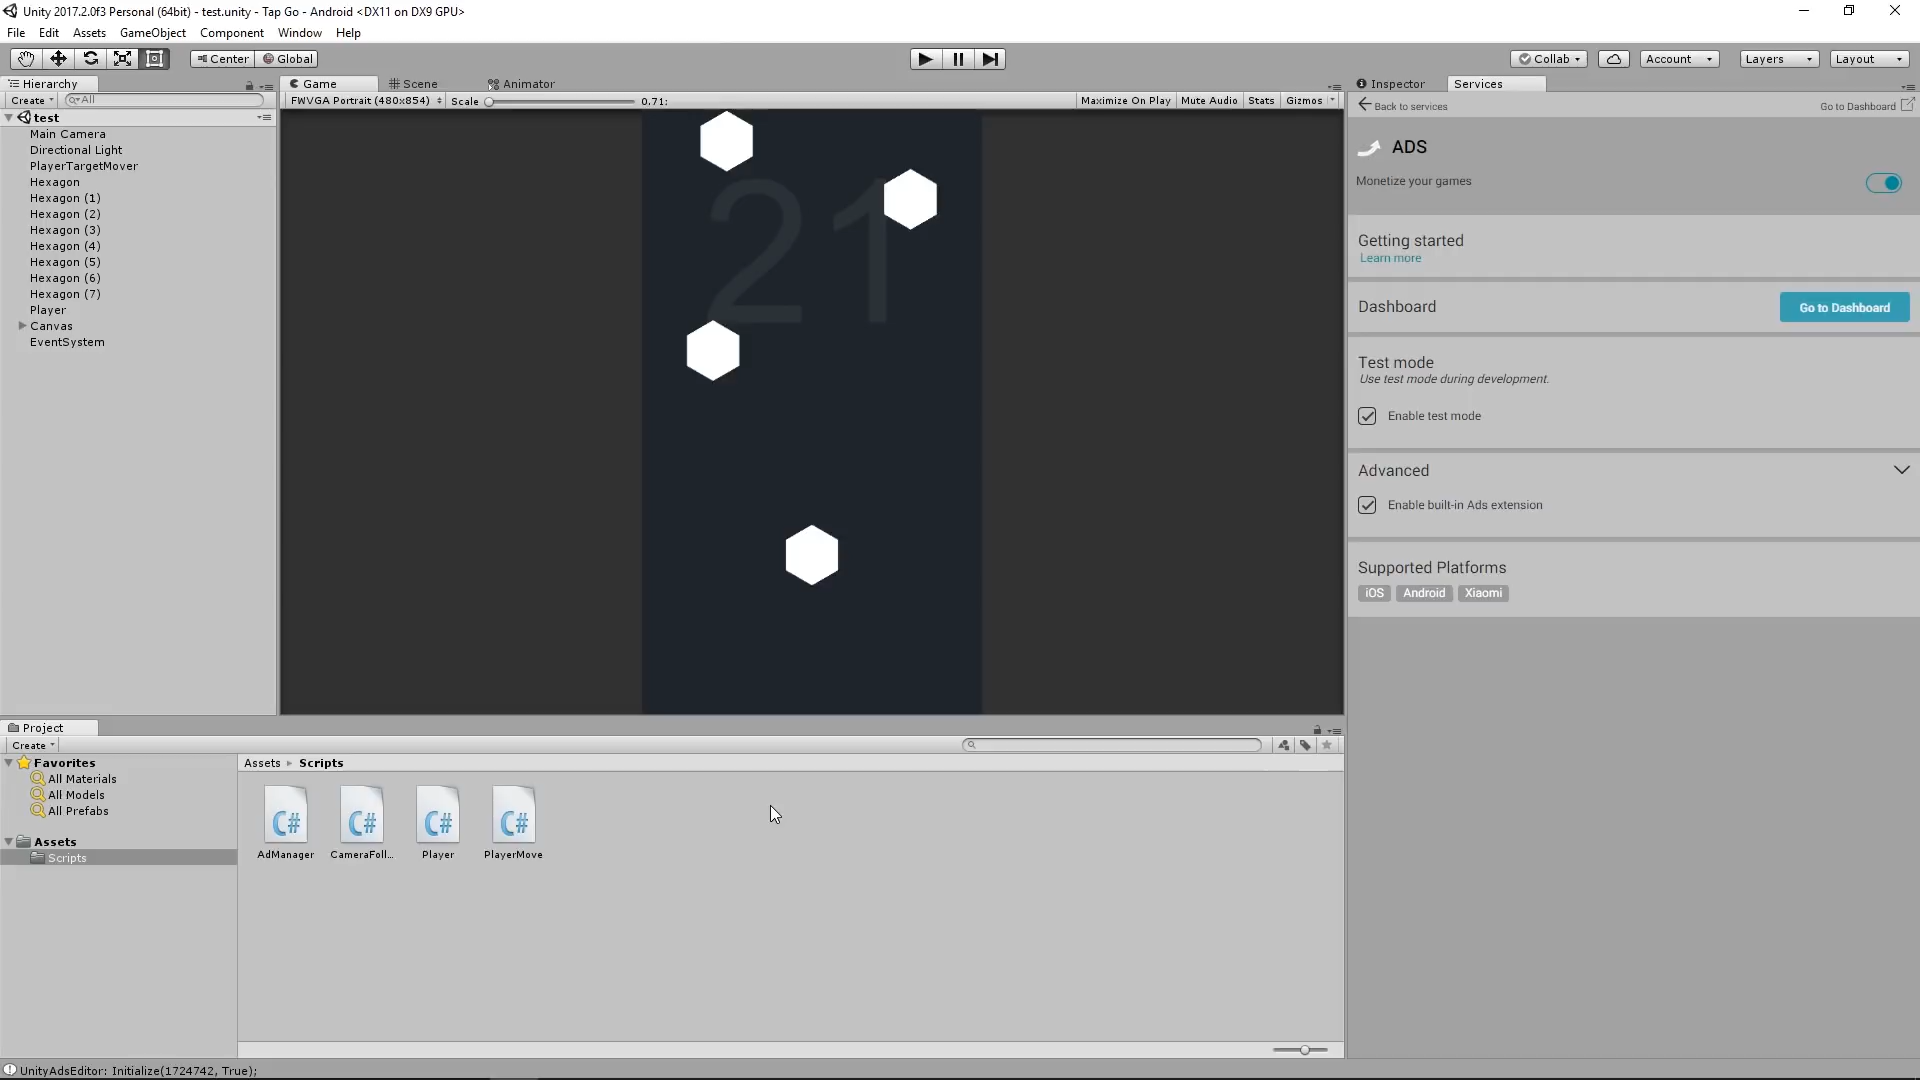 Unity 2017.2.0f3 Personal (64bit) - test.unity - Tap Go - Android <DX11 on DX9 GPU>
File Edit Assets GameObject Component Window Help
Center Global Collab Account Layers Layout
Hierarchy
Create All
test
Main Camera
Directional Light
PlayerTargetMover
Hexagon
Hexagon (1)
Hexagon (2)
Hexagon (3)
Hexagon (4)
Hexagon (5)
Hexagon (6)
Hexagon (7)
Player
Canvas
EventSystem
Game Scene Animator
FWVGA Portrait (480x854) Scale 0.71: Maximize On Play Mute Audio Stats Gizmos
21
Inspector Services
Back to services Go to Dashboard
ADS
Monetize your games
Getting started
Learn more
Dashboard Go to Dashboard
Test mode
Use test mode during development.
Enable test mode
Advanced
Enable built-in Ads extension
Supported Platforms
iOS Android Xiaomi
Project
Create
Favorites
All Materials
All Models
All Prefabs
Assets
Scripts
Assets Scripts
C# C# C# C#
AdManager CameraFoll... Player PlayerMove
UnityAdsEditor: Initialize(1724742, True);